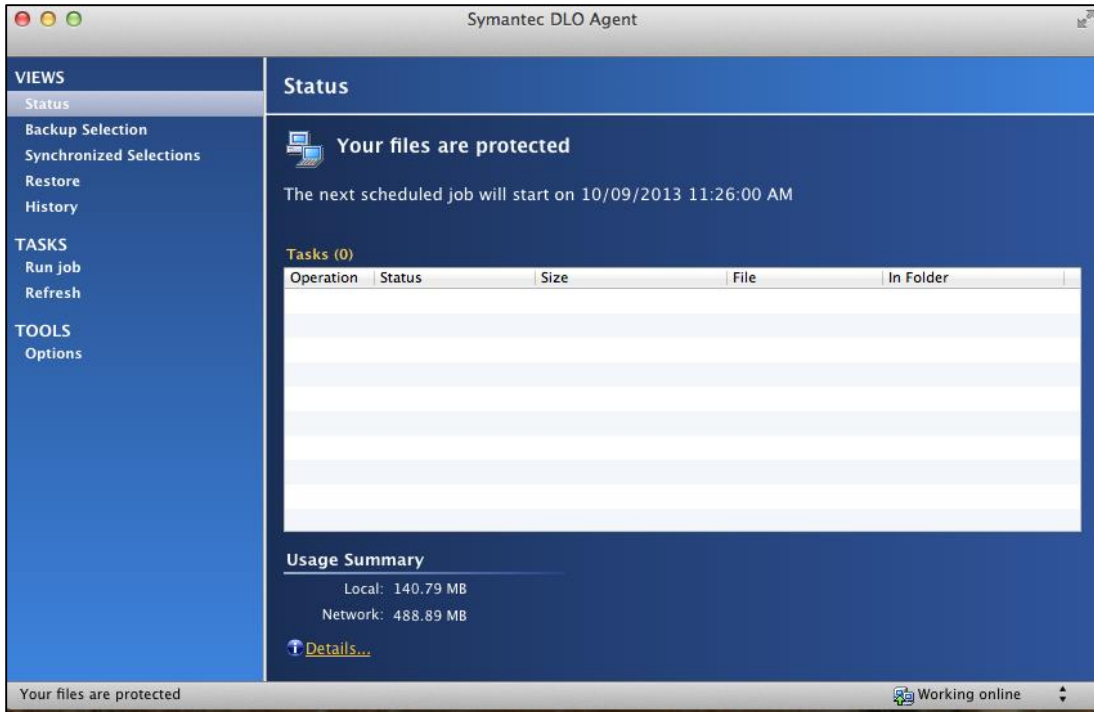 Symantec DLO Agent
VIEWS
Status
Backup Selection
Synchronized Selections
Restore
History
TASKS
Run job
Refresh
TOOLS
Options
Status
Your files are protected
The next scheduled job will start on 10/09/2013 11:26:00 AM
Tasks (0)
Operation Status Size File In Folder
Usage Summary
Local: 140.79 MB
Network: 488.89 MB
Details...
Your files are protected
Working online